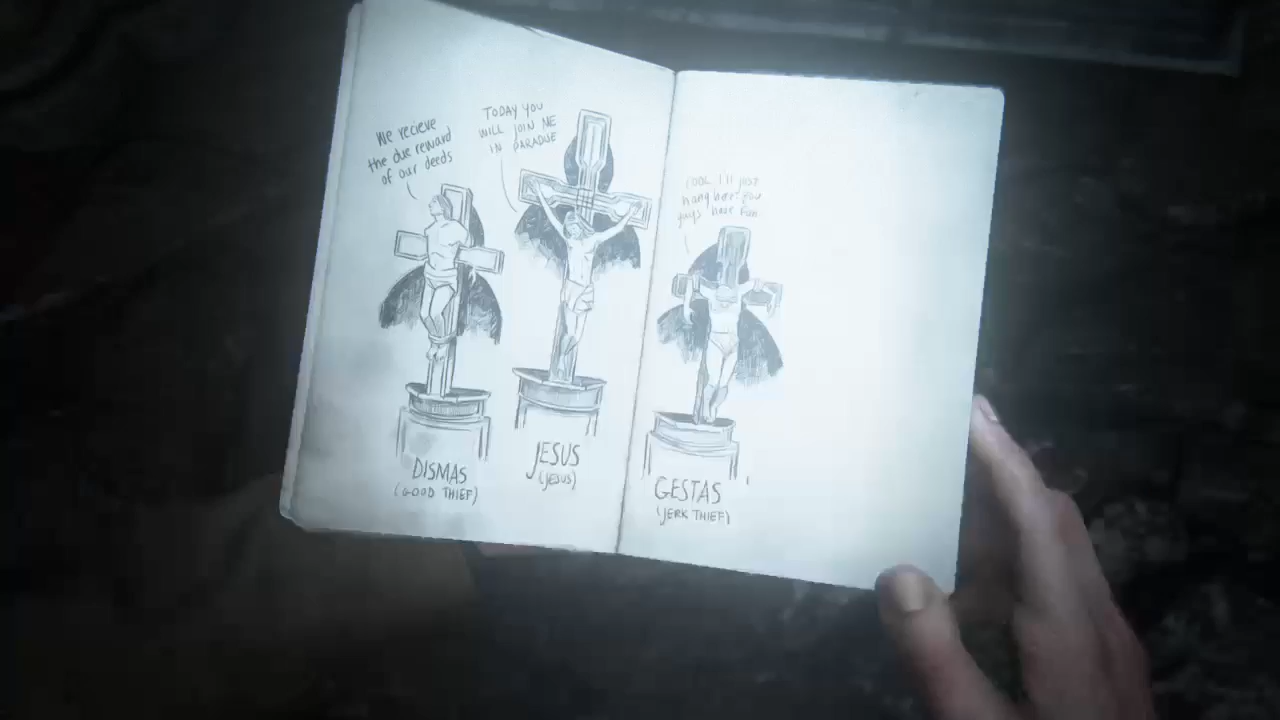 We recieve
the due reward
of our deeds
TODAY YOU
WILL JOIN ME
IN PARADISE
COOL I'll just
hang here. You
guys have fun.
DISMAS
(GOOD THIEF)
JESUS
(JESUS)
GESTAS
(JERK THIEF)